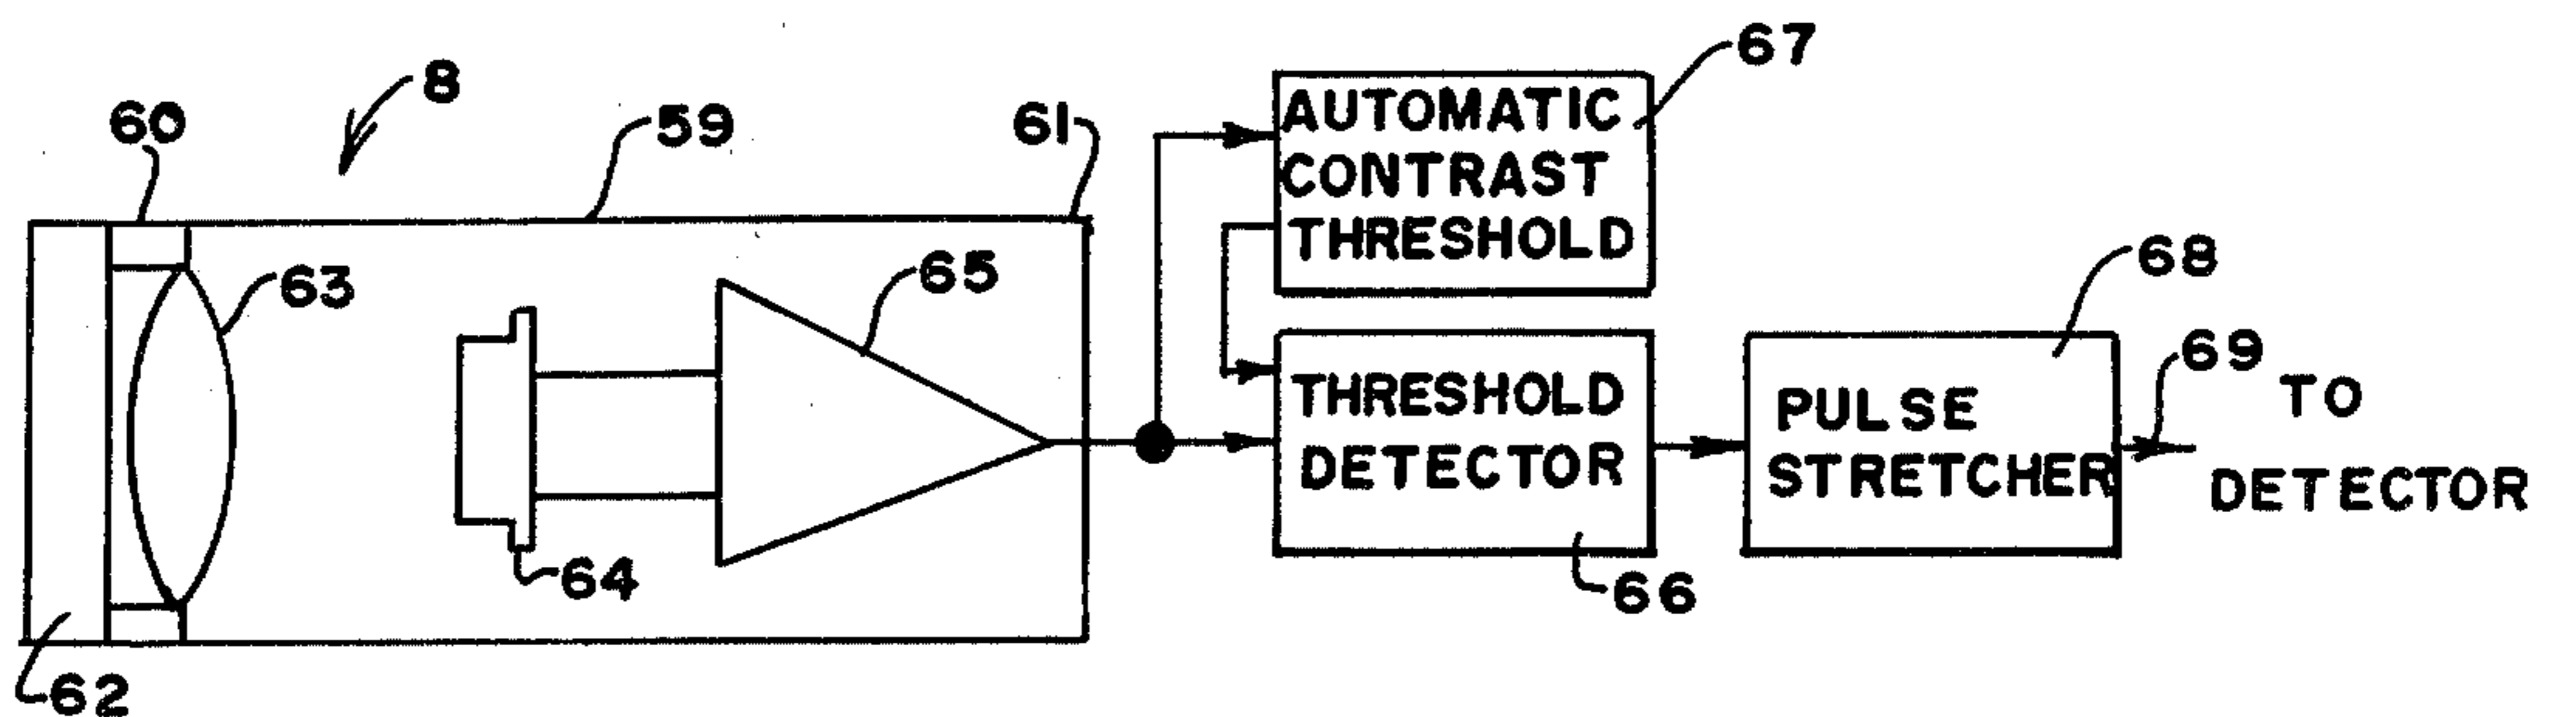 8
60
59
61
67
AUTOMATIC
CONTRAST
THRESHOLD
63
65
68
69
TO
DETECTOR
THRESHOLD
DETECTOR
PULSE
STRETCHER
64
66
62